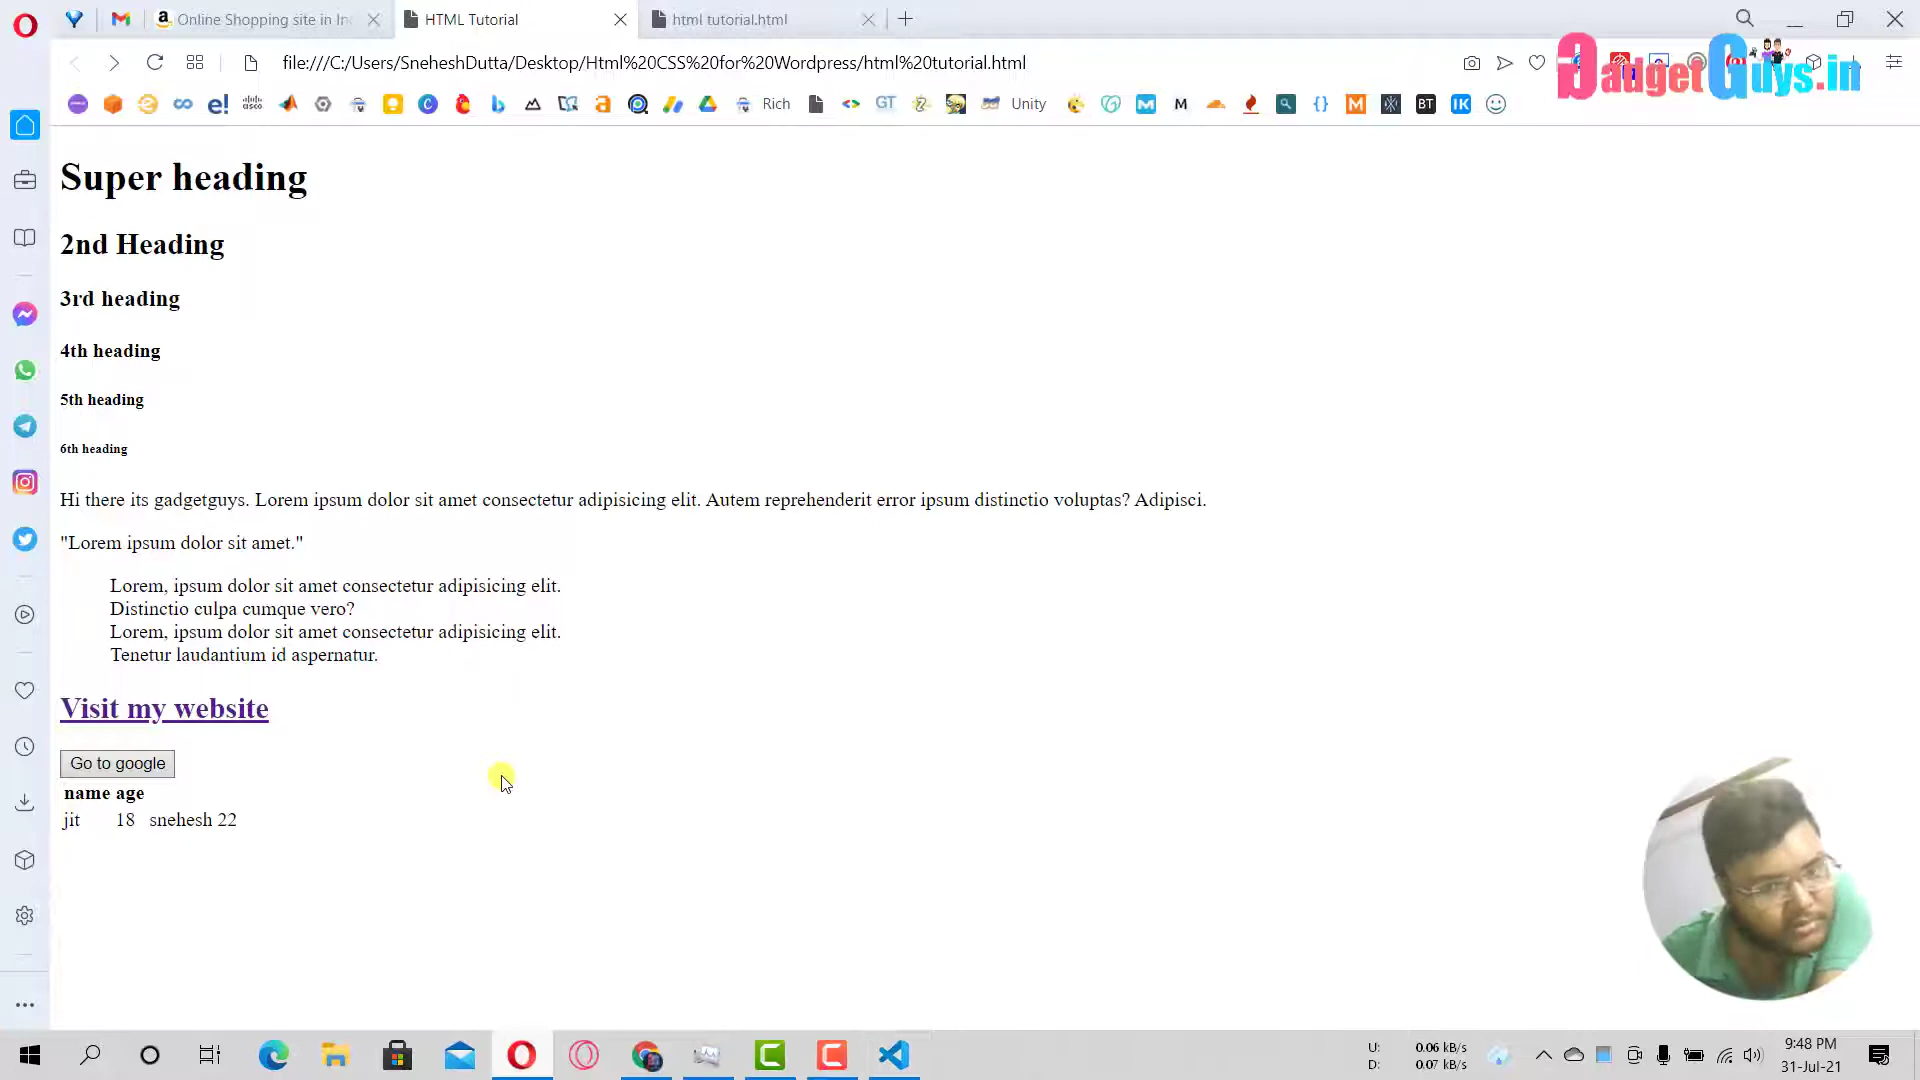 Online Shopping site in In
HTML Tutorial
html tutorial.html
file:///C:/Users/SneheshDutta/Desktop/Html%20CSS%20for%20Wordpress/html%20tutorial.html
GadgetGuys.in
Rich
GT
Unity
BT
IK
Super heading
2nd Heading
3rd heading
4th heading
5th heading
6th heading
Hi there its gadgetguys. Lorem ipsum dolor sit amet consectetur adipisicing elit. Autem reprehenderit error ipsum distinctio voluptas? Adipisci.
"Lorem ipsum dolor sit amet."
Lorem, ipsum dolor sit amet consectetur adipisicing elit.
Distinctio culpa cumque vero?
Lorem, ipsum dolor sit amet consectetur adipisicing elit.
Tenetur laudantium id aspernatur.
Visit my website
Go to google
name age
jit 18 snehesh 22
U: 0.06 kB/s
D: 0.07 kB/s
9:48 PM
31-Jul-21